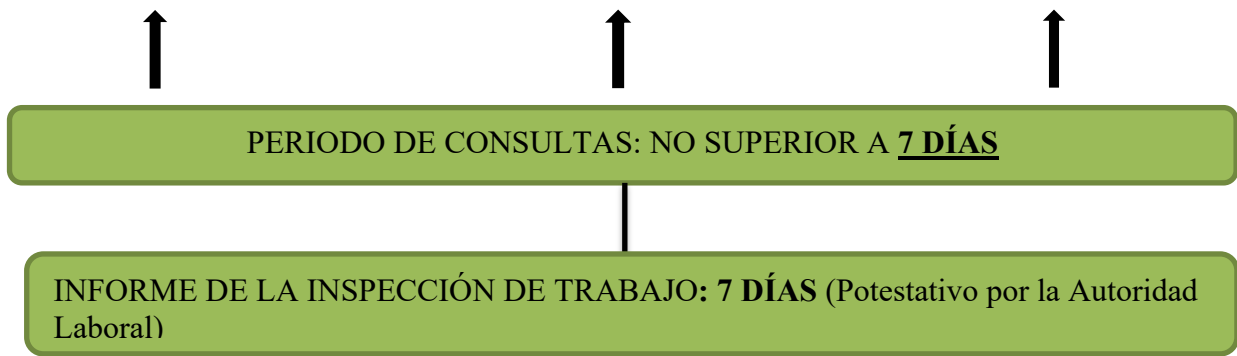 PERIODO DE CONSULTAS: NO SUPERIOR A 7 DÍAS
INFORME DE LA INSPECCIÓN DE TRABAJO: 7 DÍAS (Potestativo por la Autoridad
Laboral)